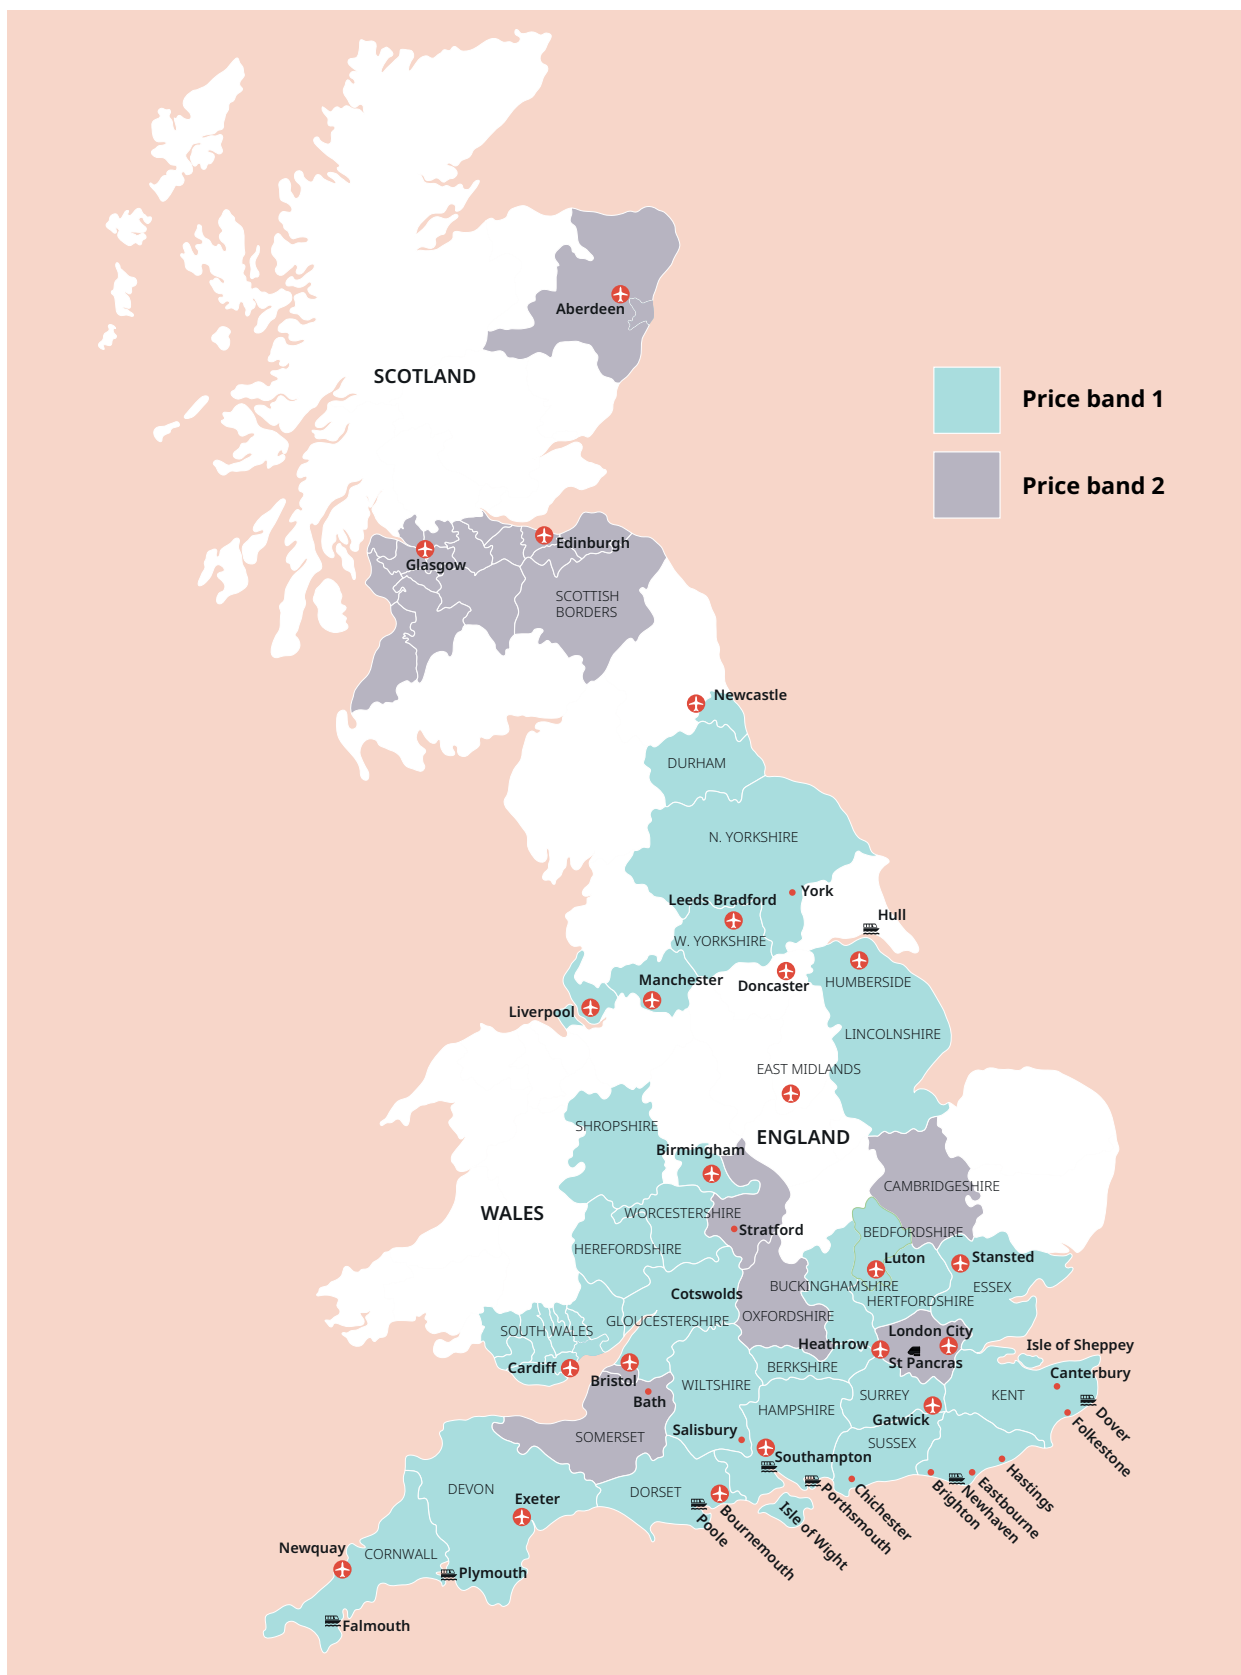 Aberdeen
SCOTLAND
Price band 1
Price band 2
Edinburgh
Glasgow
SCOTTISH
BORDERS
Newcastle
DURHAM
N. YORKSHIRE
York
Leeds Bradford
Hull
W. YORKSHIRE
Manchester
Doncaster
HUMBERSIDE
Liverpool
LINCOLNSHIRE
EAST MIDLANDS
SHROPSHIRE
ENGLAND
Birmingham
CAMBRIDGESHIRE
WALES
WORCESTERSHIRE
Stratford
BEDFORDSHIRE
HEREFORDSHIRE
Luton
Stansted
BUCKINGHAMSHIRE
ESSEX
Cotswolds
HERTFORDSHIRE
OXFORDSHIRE
GLOUCESTERSHIRE
SOUTH WALES
London City
Heathrow
Isle of Sheppey
St Pancras
Cardiff
BERKSHIRE
Canterbury
Bristol
WILTSHIRE
SURREY
KENT
Bath
HAMPSHIRE
Gatwick
Dover
Folkestone
Salisbury
SOMERSET
SUSSEX
Southampton
Hastings
Eastbourne
Newhaven
Brighton
Chichester
Porthsmouth
Isle of Wight
DEVON
DORSET
Exeter
Bournemouth
Poole
Newquay
CORNWALL
Plymouth
Falmouth